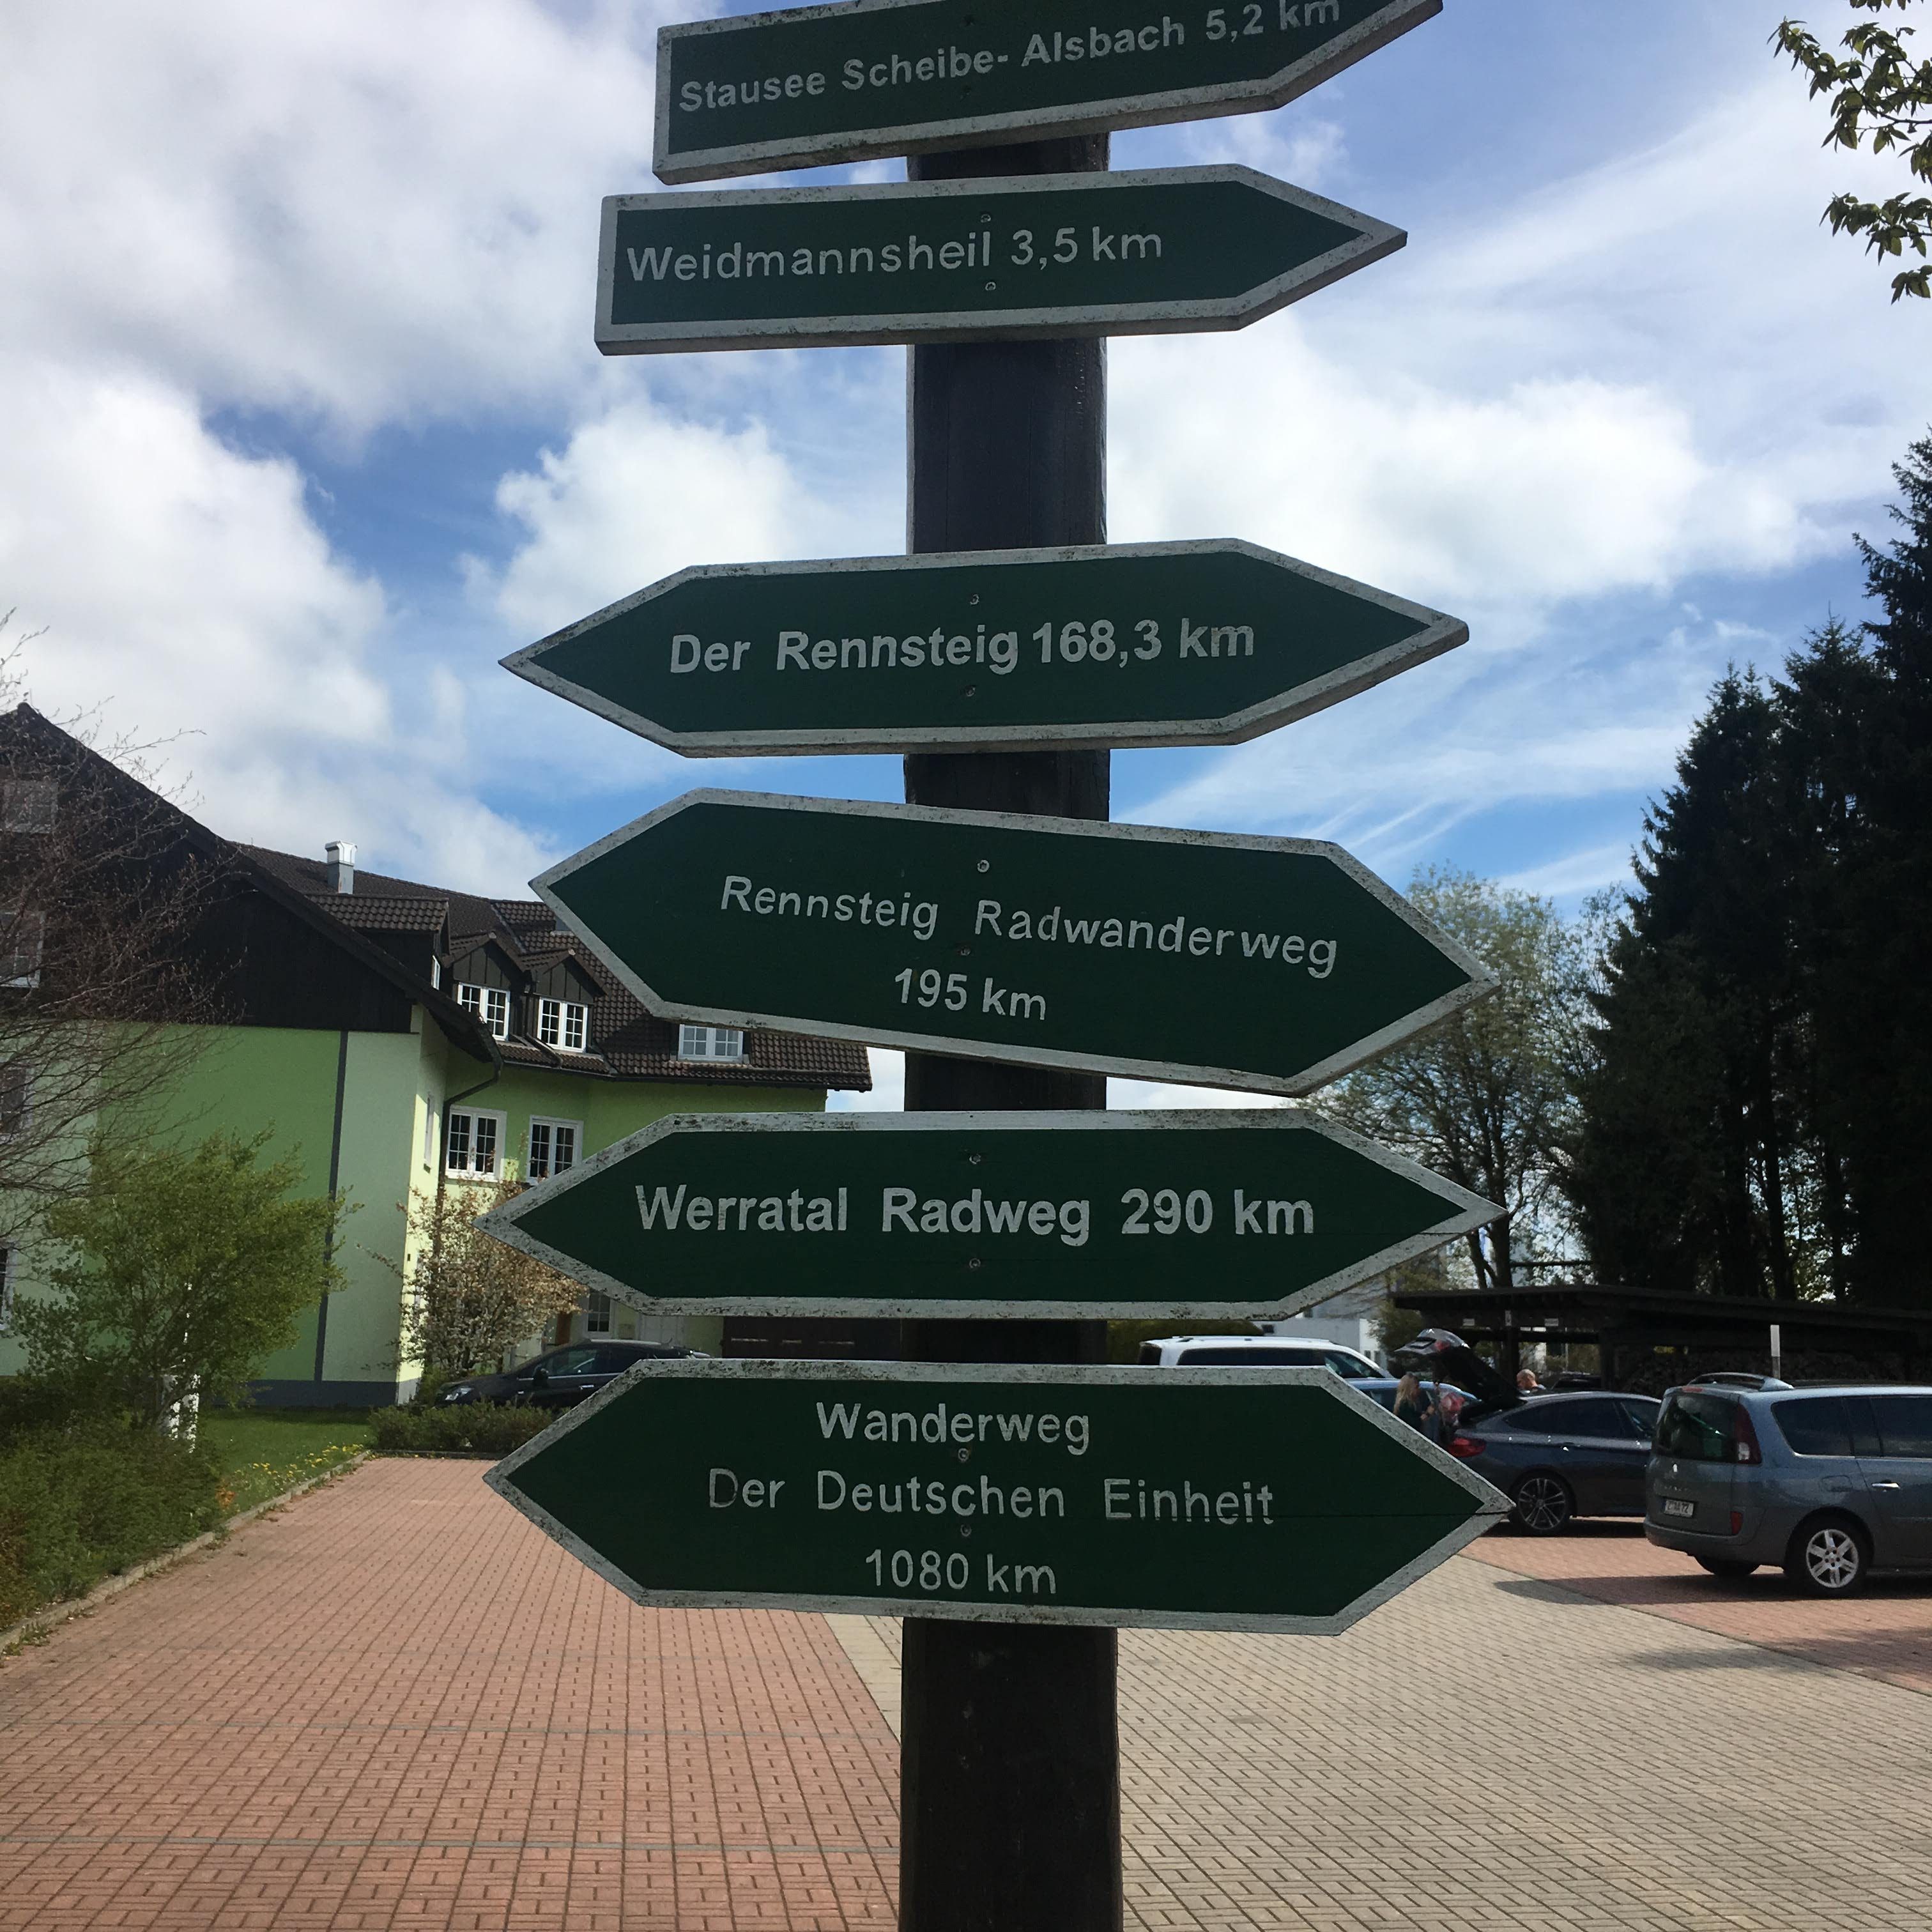 Stausee Scheibe- Alsbach 5,2 km
Weidmannsheil 3,5 km
Der Rennsteig 168,3 km
Rennsteig Radwanderweg
195 km
Werratal Radweg 290 km
Wanderweg
Der Deutschen Einheit
1080 km